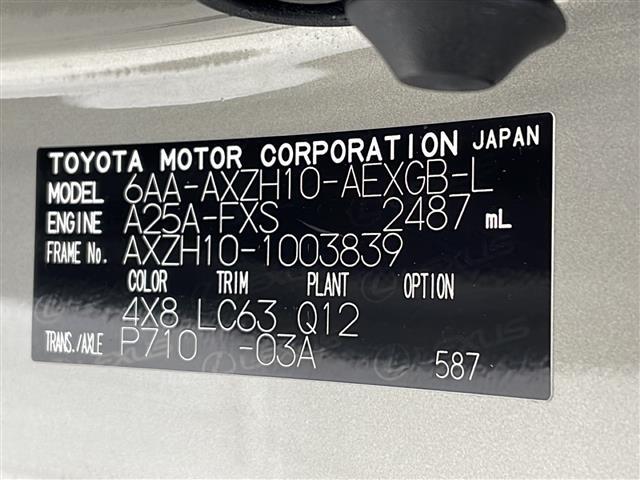 TOYOTA MOTOR CORPORATION JAPAN
MODEL 6AA-AXZH10-AEXGB-L
ENGINE A25A-FXS 2487 mL
FRAME No. AXZH10-1003839
COLOR TRIM PLANT OPTION
4X8 LC63 Q12
TRANS./AXLE P710 -03A
587